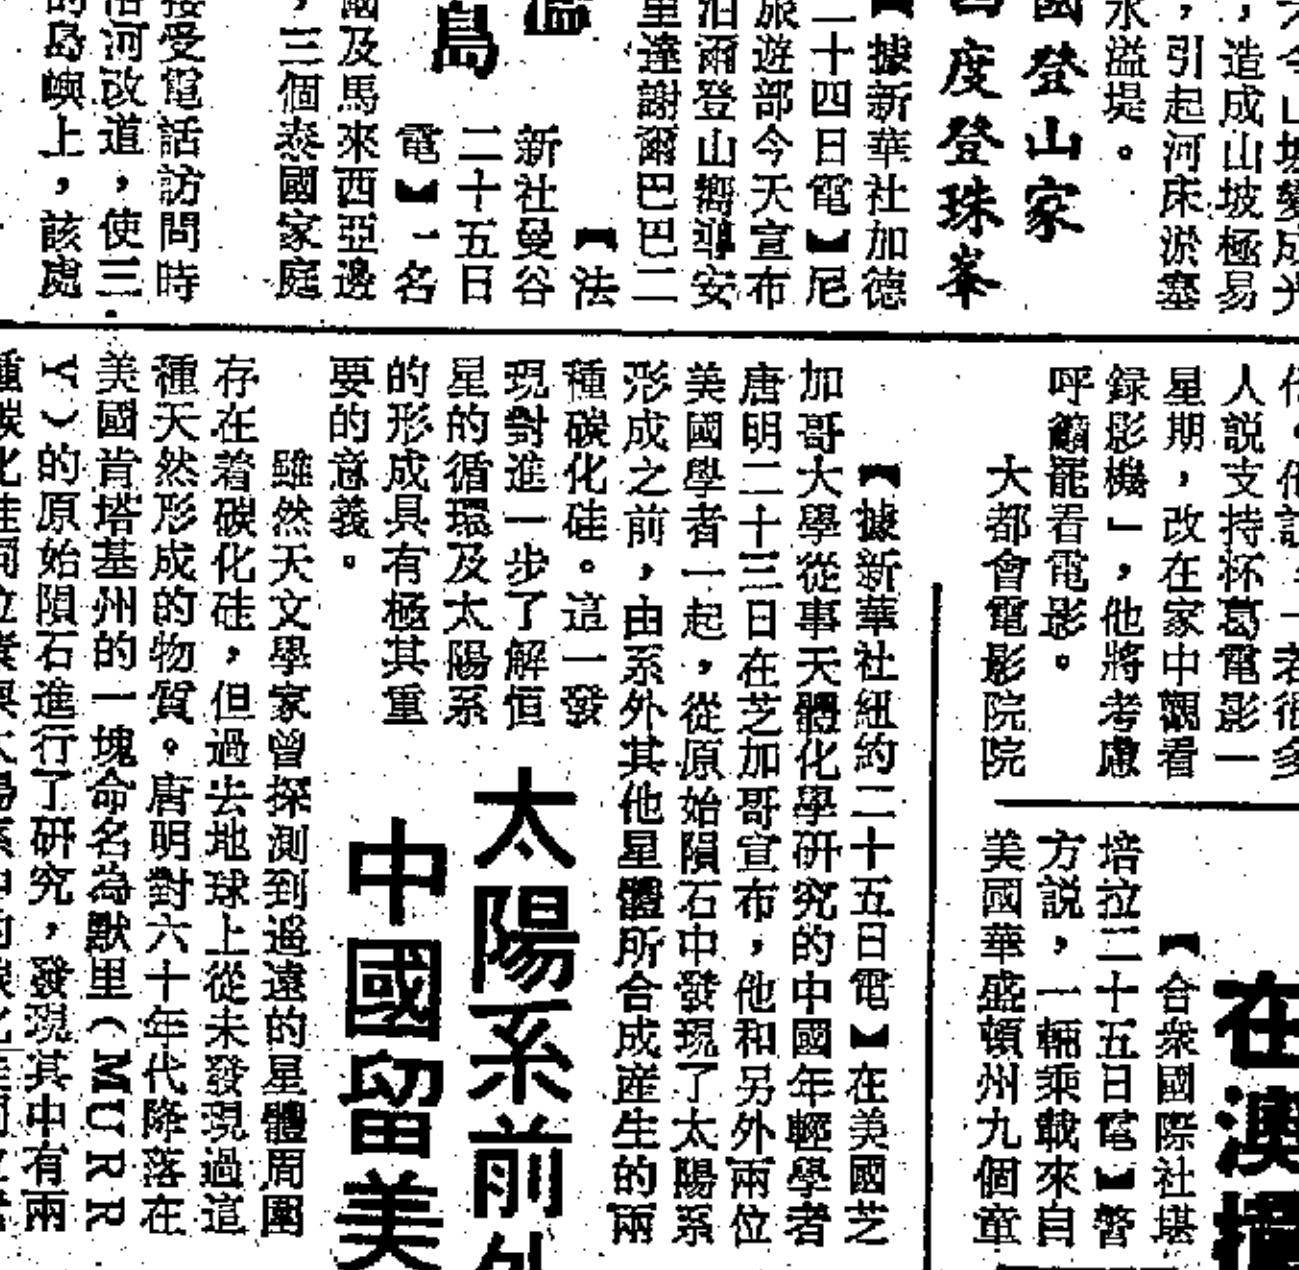 ，造成山坡極易
，引起河床淤塞
水溢堤。
國登山家
四度登珠峯
【據新華社加德
二十四日電】尼
旅遊部今天宣布
泊爾登山嚮導安
里達謝爾巴巴二
島
【法
新社曼谷
二十五日
電】一名
國及馬來西亞邊
，三個泰國家庭
接受電話訪問時
洛河改道，使三
的島嶼上，該處
人説支持杯葛電影一
星期，改在家中觀看
録影機」，他將考慮
呼籲罷看電影。
大都會電影院院
在澳
【合衆國際社堪
培拉二十五日電】警
方説，一輛乘載來自
美國華盛頓州九個童
太陽系前外
中國留美
【據新華社紐約二十五日電】在美國芝
加哥大學從事天體化學研究的中國年輕學者
唐明二十三日在芝加哥宣布，他和另外兩位
美國學者一起，從原始隕石中發現了太陽系
形成之前，由系外其他星體所合成産生的兩
種碳化硅。這一發
現對進一步了解恒
星的循環及太陽系
的形成具有極其重
要的意義。
雖然天文學家曾探測到遥遠的星體周圍
存在着碳化硅，但過去地球上從未發現過這
種天然形成的物質。唐明對六十年代降落在
美國肯塔基州的一塊命名為默里（MURR
Y）的原始隕石進行了研究，發現其中有兩